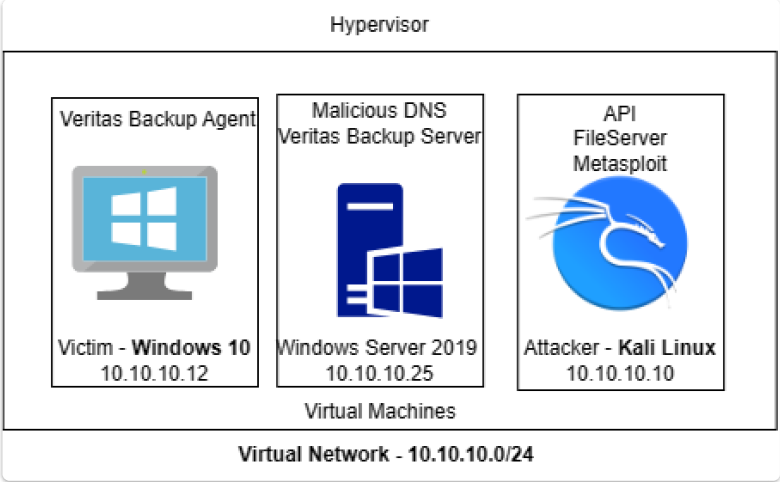 Hypervisor
Veritas Backup Agent
Victim - Windows 10
10.10.10.12
Malicious DNS
Veritas Backup Server
Windows Server 2019
10.10.10.25
API
FileServer
Metasploit
Attacker - Kali Linux
10.10.10.10
Virtual Machines
Virtual Network - 10.10.10.0/24